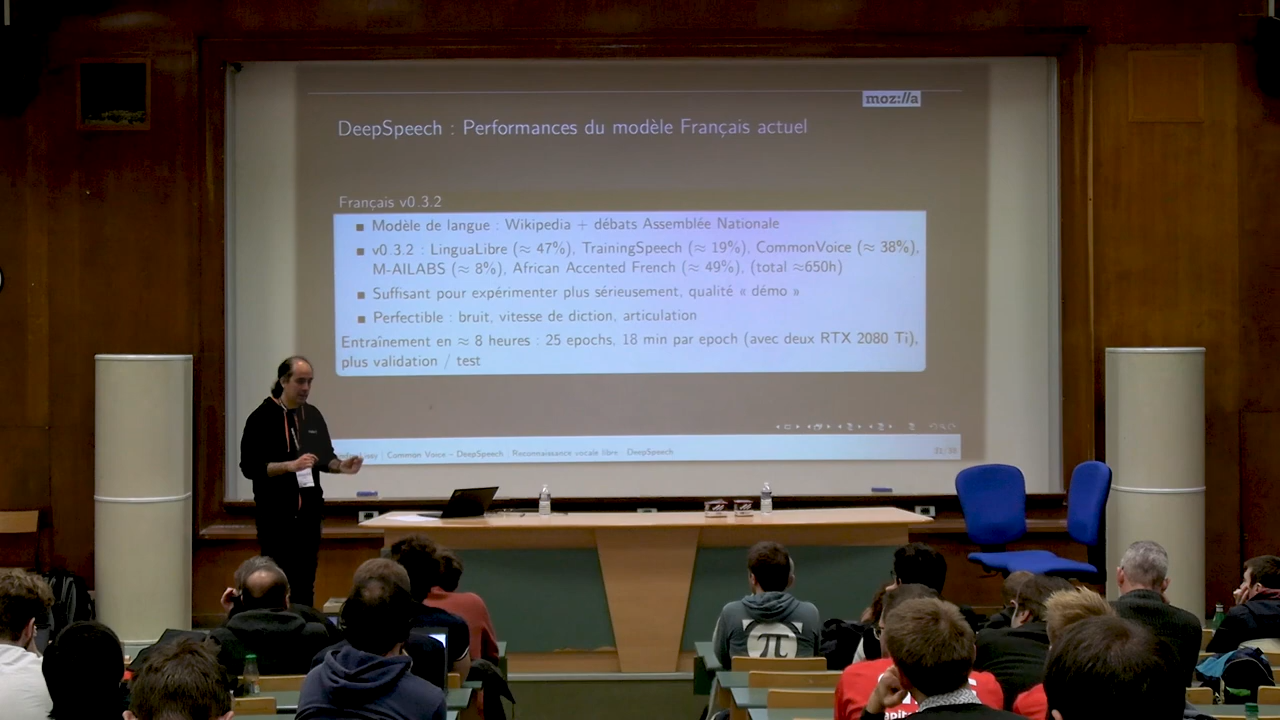 moz://a
DeepSpeech : Performances du modèle Français actuel
Français v0.3.2
■ Modèle de langue : Wikipedia + débats Assemblée Nationale
■ v0.3.2 : LinguaLibre (≈ 47%), TrainingSpeech (≈ 19%), CommonVoice (≈ 38%),
M-AILABS (≈ 8%), African Accented French (≈ 49%), (total ≈650h)
■ Suffisant pour expérimenter plus sérieusement, qualité « démo »
■ Perfectible : bruit, vitesse de diction, articulation
Entraînement en ≈ 8 heures : 25 epochs, 18 min par epoch (avec deux RTX 2080 Ti),
plus validation / test
Common Voice – DeepSpeech Reconnaissance vocale libre DeepSpeech
π